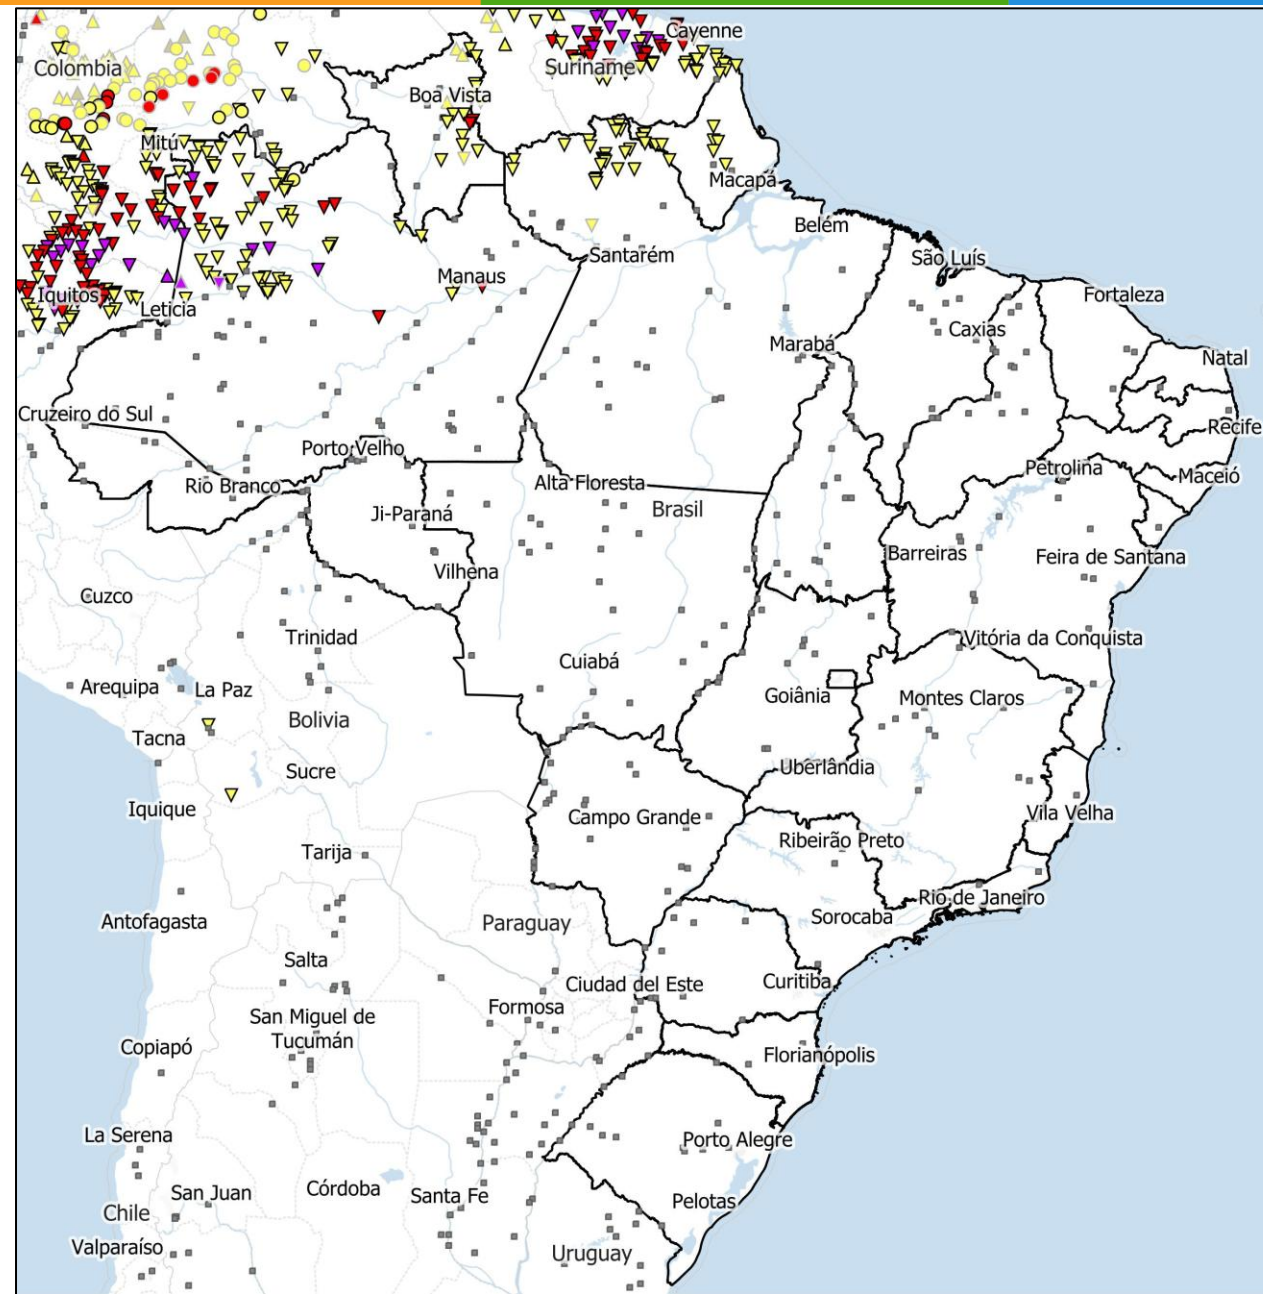 Cayenne
Colombia
Suriname
Boa Vista
Mitú
Macapá
Belém
Santarém
São Luís
Manaus
Iquitos
Leticia
Fortaleza
Caxias
Marabá
Natal
Cruzeiro do Sul
Recife
Porto Velho
Petrolina
Maceió
Rio Branco
Alta Floresta
Brasil
Ji-Paraná
Barreiras
Feira de Santana
Vilhena
Cuzco
Trinidad
Vitória da Conquista
Cuiabá
Arequipa
La Paz
Goiânia
Montes Claros
Bolivia
Tacna
Sucre
Uberlândia
Iquique
Campo Grande
Vila Velha
Ribeirão Preto
Tarija
Rio de Janeiro
Antofagasta
Paraguay
Sorocaba
Salta
Ciudad del Este
Curitiba
Formosa
San Miguel de
Tucumán
Copiapó
Florianópolis
La Serena
Porto Alegre
San Juan
Córdoba
Santa Fe
Pelotas
Chile
Valparaíso
Uruguay